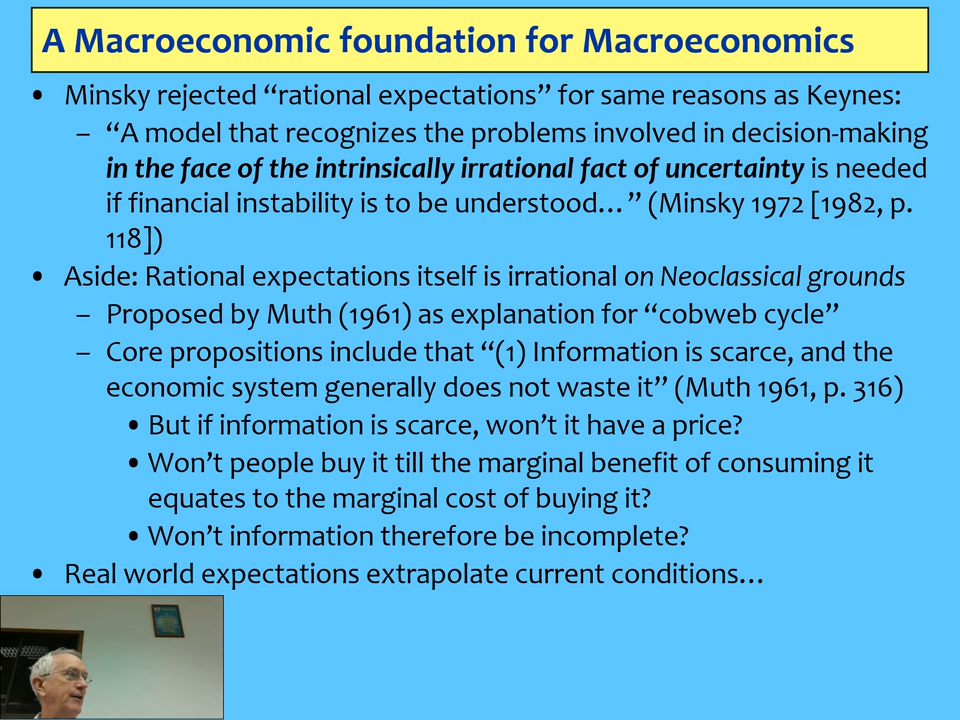 A Macroeconomic foundation for Macroeconomics
• Minsky rejected “rational expectations” for same reasons as Keynes:
– “A model that recognizes the problems involved in decision-making
in the face of the intrinsically irrational fact of uncertainty is needed
if financial instability is to be understood…” (Minsky 1972 [1982, p.
118])
• Aside: Rational expectations itself is irrational on Neoclassical grounds
– Proposed by Muth (1961) as explanation for “cobweb cycle”
– Core propositions include that “(1) Information is scarce, and the
economic system generally does not waste it” (Muth 1961, p. 316)
• But if information is scarce, won’t it have a price?
• Won’t people buy it till the marginal benefit of consuming it
equates to the marginal cost of buying it?
• Won’t information therefore be incomplete?
• Real world expectations extrapolate current conditions…